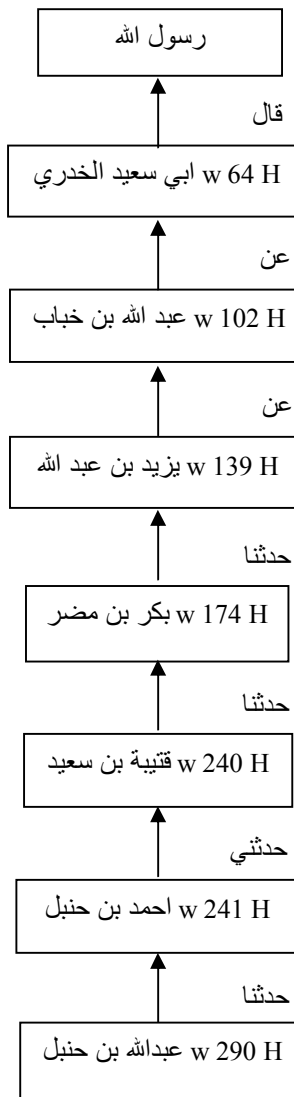 رسول الله
قال
ابي سعيد الخدري w 64 H
عن
عبد الله بن خباب w 102 H
عن
يزيد بن عبد الله w 139 H
حدثنا
بكر بن مضر w 174 H
حدثنا
قتيبة بن سعيد w 240 H
حدثني
احمد بن حنبل w 241 H
حدثنا
عبدالله بن حنبل w 290 H